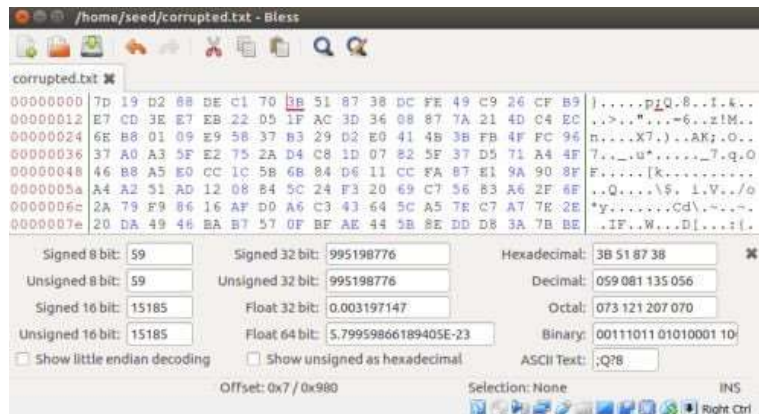 /home/seed/corrupted.txt - Bless
corrupted.txt
00000000 7D 19 D2 88 DE C1 70 3B 51 87 38 DC FE 49 C9 26 CF B9 }.....p;Q.8..I.&..
00000012 E7 CD 3E E7 EB 22 05 1F AC 3D 36 08 87 7A 21 4D C4 EC ..>.."...=6..z!M..
00000024 6E B8 01 09 E9 58 37 B3 29 D2 E0 41 4B 3B FB 4F FC 96 n....X7.)..AK;.O..
00000036 37 A0 A3 5F E2 75 2A D4 C8 1D 07 82 5F 37 D5 71 A4 4F 7.._.u*....._7.q.O
00000048 46 B8 A5 E0 CC 1C 5B 6B 84 D6 11 CC FA 87 E1 9A 90 8F F.....[k..........
0000005a A4 A2 51 AD 12 08 84 5C 24 F3 20 69 C7 56 83 A6 2F 6F ..Q....\$. i.V../o
0000006c 2A 79 F9 86 16 AF D0 A6 C3 43 64 5C A5 7E C7 A7 7E 2E *y.......Cd\.~..~.
0000007e 20 DA 49 46 BA B7 57 0F BF AE 44 5B 8E DD D8 3A 7B BE .IF..W...D[...:{.
Signed 8 bit: 59 Signed 32 bit: 995198776 Hexadecimal: 3B 51 87 38
Unsigned 8 bit: 59 Unsigned 32 bit: 995198776 Decimal: 059 081 135 056
Signed 16 bit: 15185 Float 32 bit: 0.003197147 Octal: 073 121 207 070
Unsigned 16 bit: 15185 Float 64 bit: 5.79959866189405E-23 Binary: 00111011 01010001 10
Show little endian decoding Show unsigned as hexadecimal ASCII Text: ;Q?8
Offset: 0x7 / 0x980 Selection: None INS
Right Ctrl